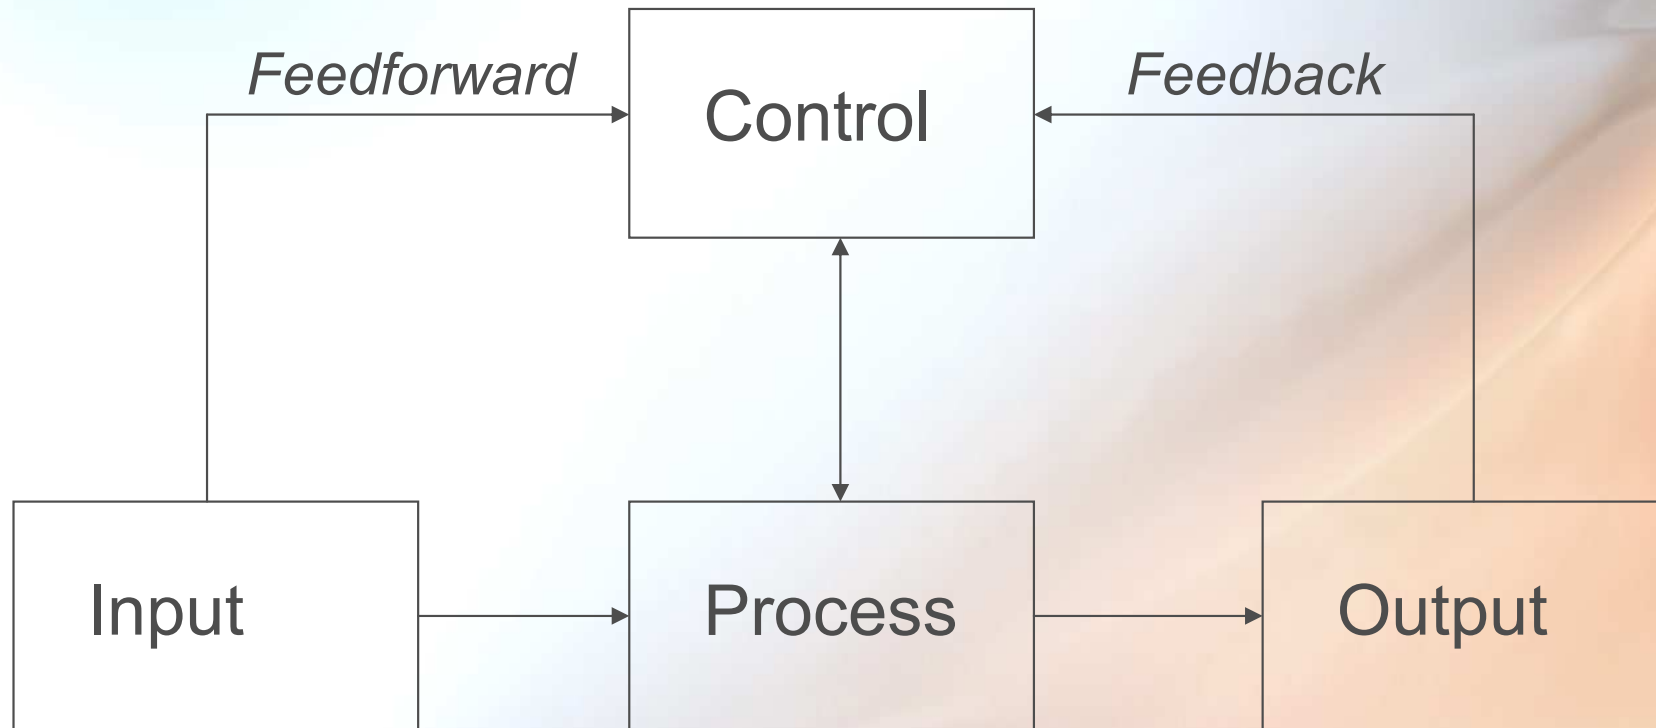 Feedforward
Control
Feedback
Input
Process
Output